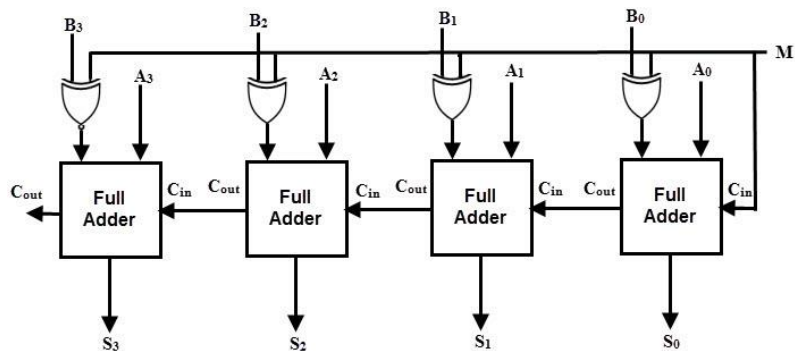 B3 B2 B1 B0
M
A3 A2 A1 A0
Cout Full Adder Cin Cout Full Adder Cin Cout Full Adder Cin Cout Full Adder Cin
S3 S2 S1 S0